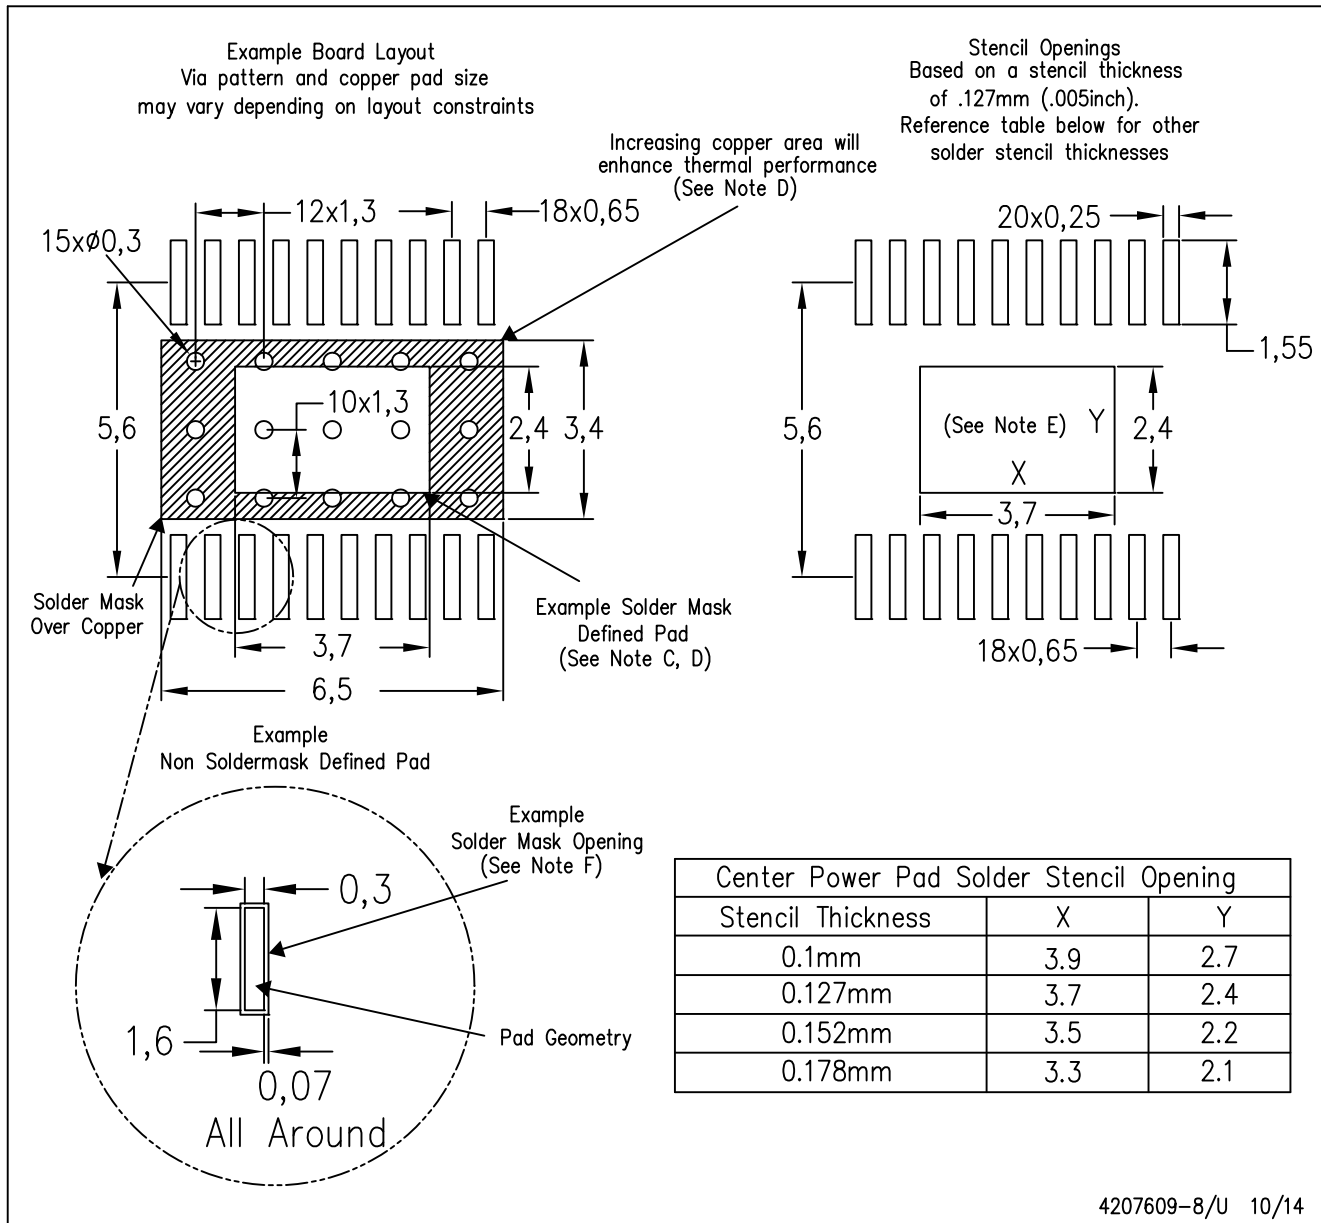 Example Board Layout
Via pattern and copper pad size
may vary depending on layout constraints
Stencil Openings
Based on a stencil thickness
of .127mm (.005inch).
Reference table below for other
solder stencil thicknesses
Increasing copper area will
enhance thermal performance
(See Note D)
12x1,3
18x0,65
15xø0,3
5,6
10x1,3
2,4
3,4
Solder Mask
Over Copper
3,7
6,5
Example Solder Mask
Defined Pad
(See Note C, D)
20x0,25
1,55
5,6
(See Note E)
Y
X
2,4
3,7
18x0,65
Example
Non Soldermask Defined Pad
Example
Solder Mask Opening
(See Note F)
0,3
1,6
Pad Geometry
0,07
All Around
Center Power Pad Solder Stencil Opening
Stencil Thickness X Y
0.1mm 3.9 2.7
0.127mm 3.7 2.4
0.152mm 3.5 2.2
0.178mm 3.3 2.1
4207609-8/U 10/14